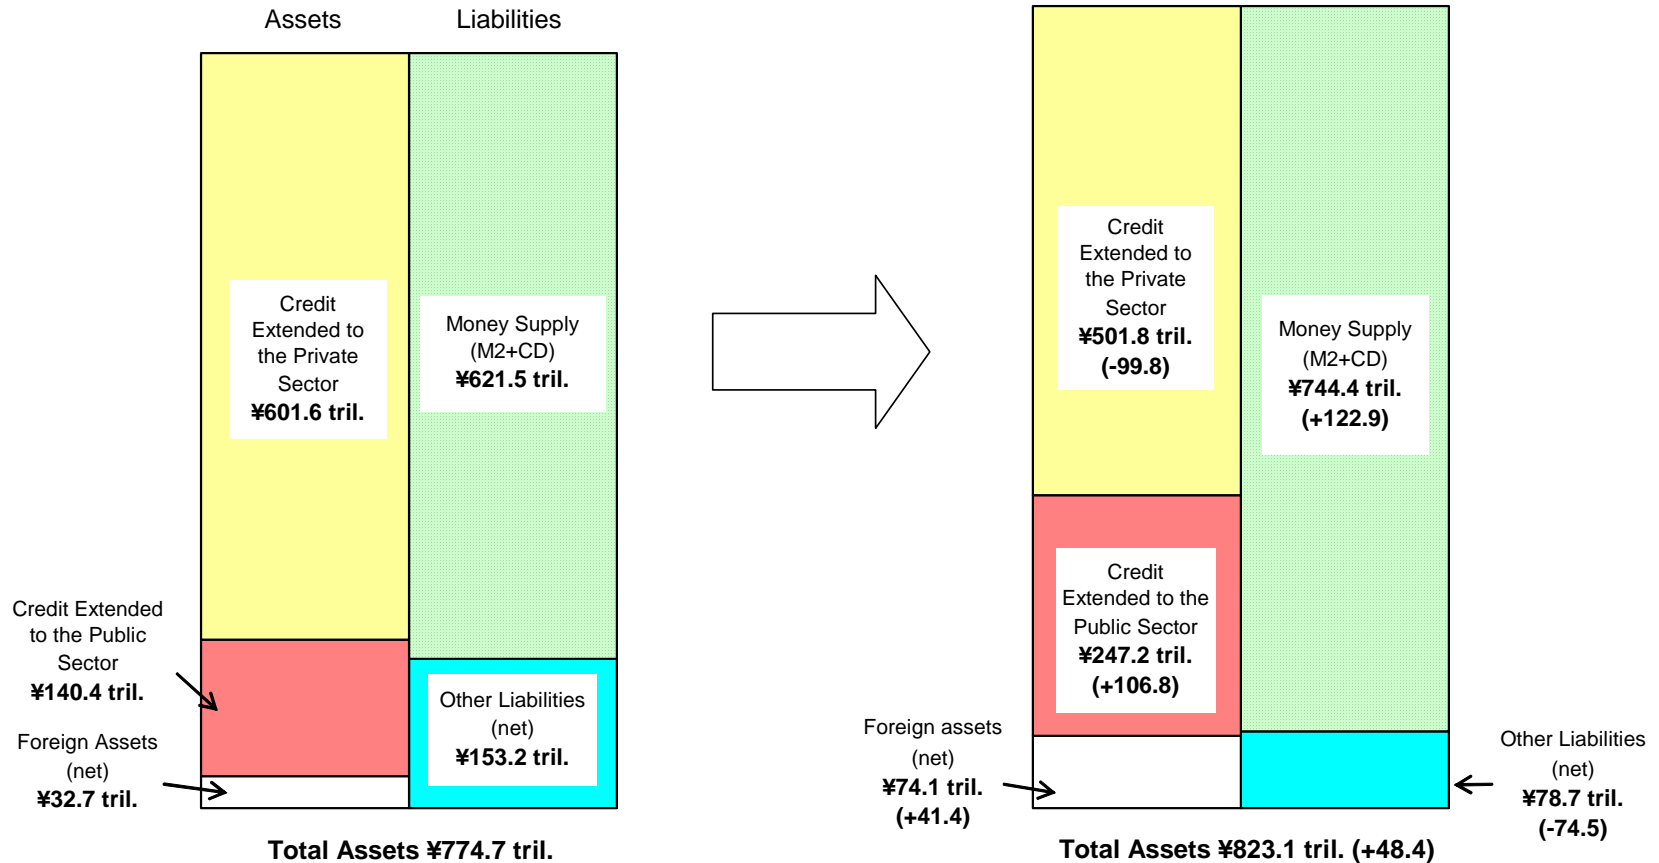 Assets
Liabilities
Credit
Extended to
the Private
Sector
¥601.6 tril.
Money Supply
(M2+CD)
¥621.5 tril.
Credit Extended
to the Public
Sector
¥140.4 tril.
Foreign Assets
(net)
¥32.7 tril.
Other Liabilities
(net)
¥153.2 tril.
Total Assets ¥774.7 tril.
Credit
Extended to
the Private
Sector
¥501.8 tril.
(-99.8)
Money Supply
(M2+CD)
¥744.4 tril.
(+122.9)
Credit
Extended to the
Public Sector
¥247.2 tril.
(+106.8)
Foreign assets
(net)
¥74.1 tril.
(+41.4)
Other Liabilities
(net)
¥78.7 tril.
(-74.5)
Total Assets ¥823.1 tril. (+48.4)